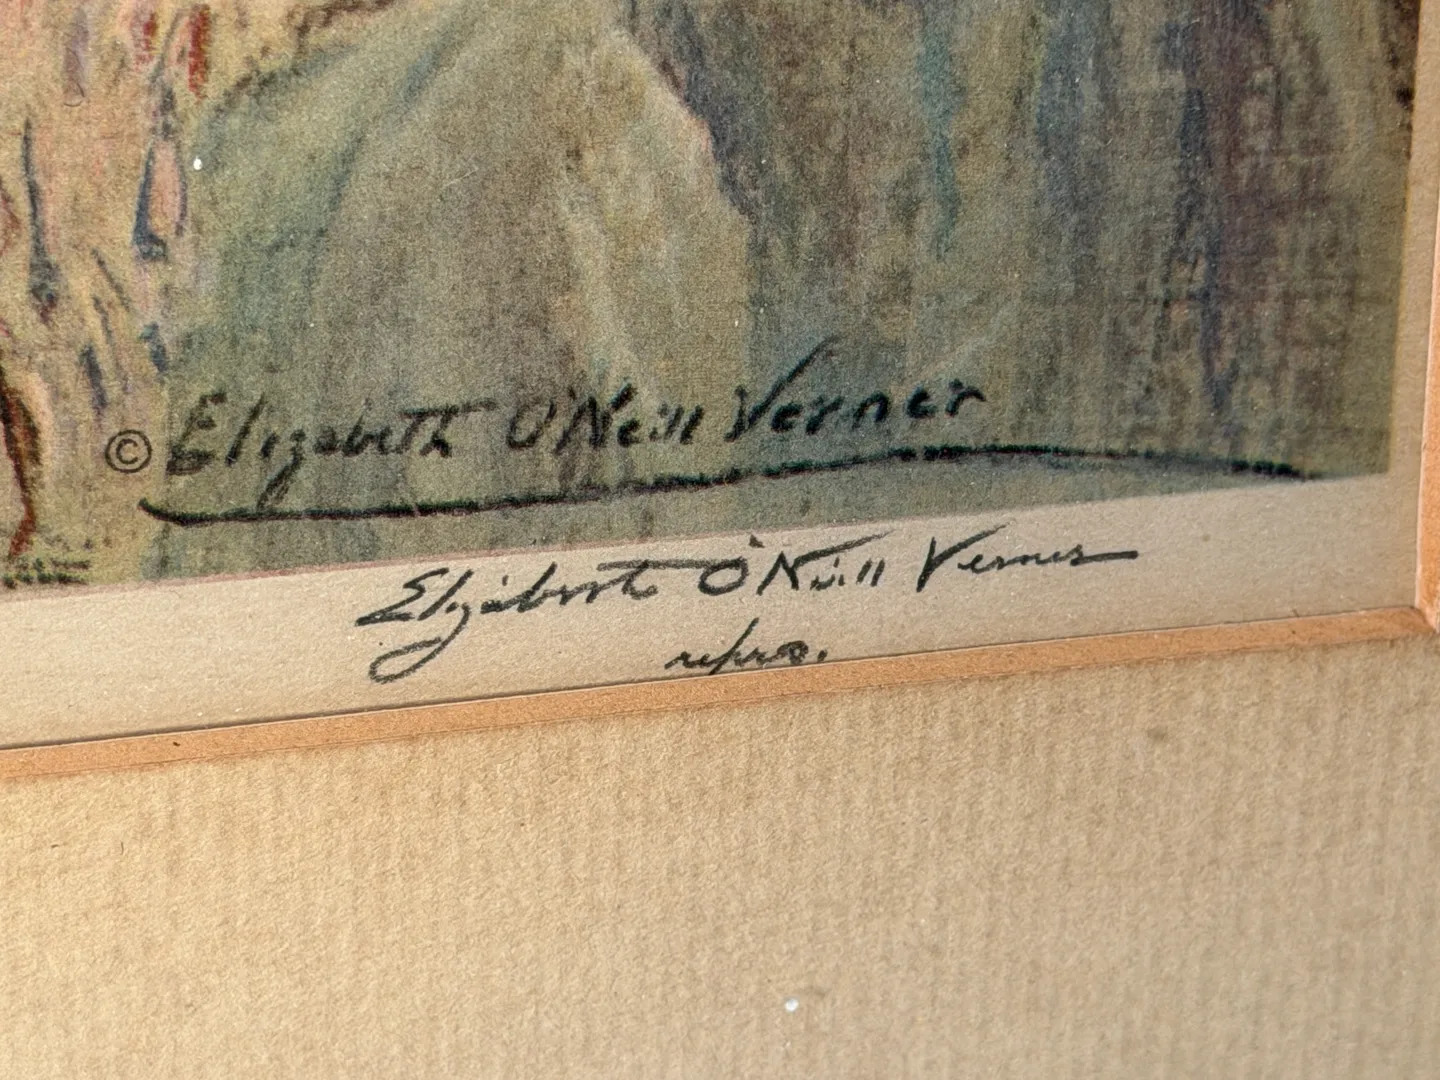 © Elizabeth O'Neill Verner
Elizabeth O'Neill Verner
repro.